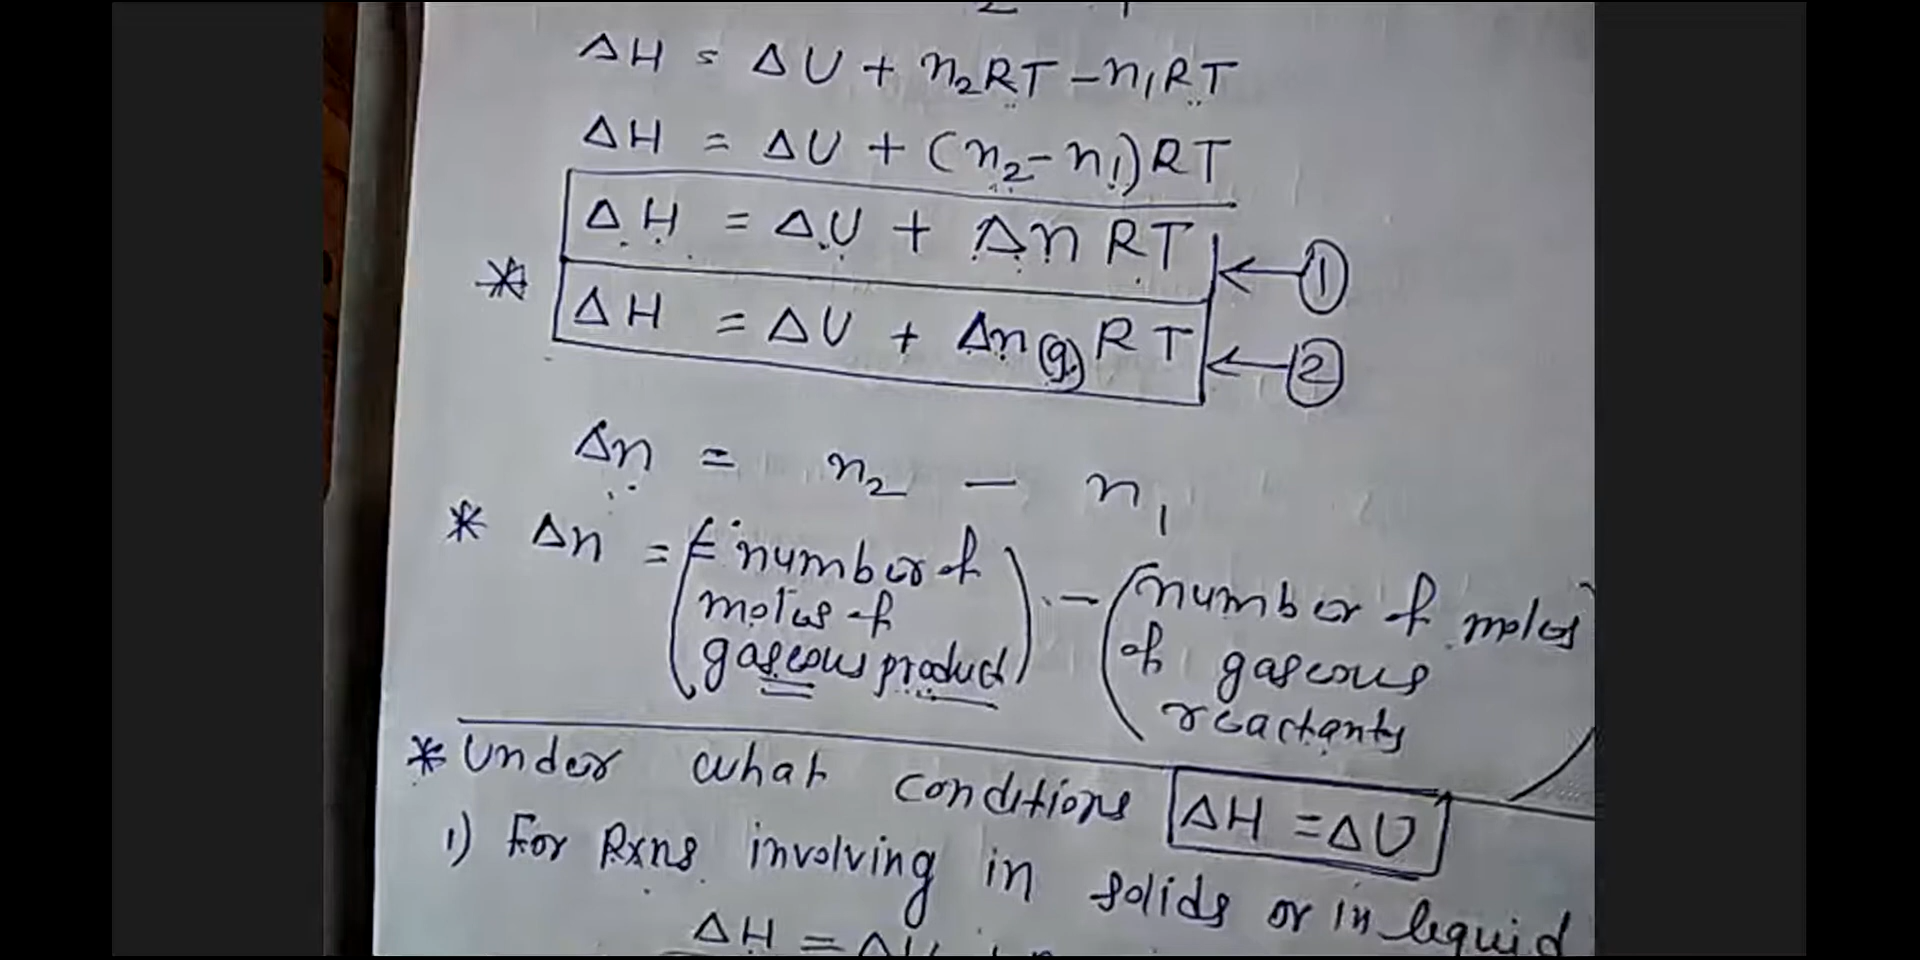 ΔH = ΔU + n₂RT - n₁RT
ΔH = ΔU + (n₂ - n₁)RT
ΔH = ΔU + Δn RT ← ①
* ΔH = ΔU + Δn(g) RT ← ②
Δn = n₂ - n₁
* Δn = (number of moles of gaseous product) - (number of moles of gaseous reactants
* Under what conditions ΔH = ΔU
1) For Rxns involving in solids or in liquid
ΔH = ΔU